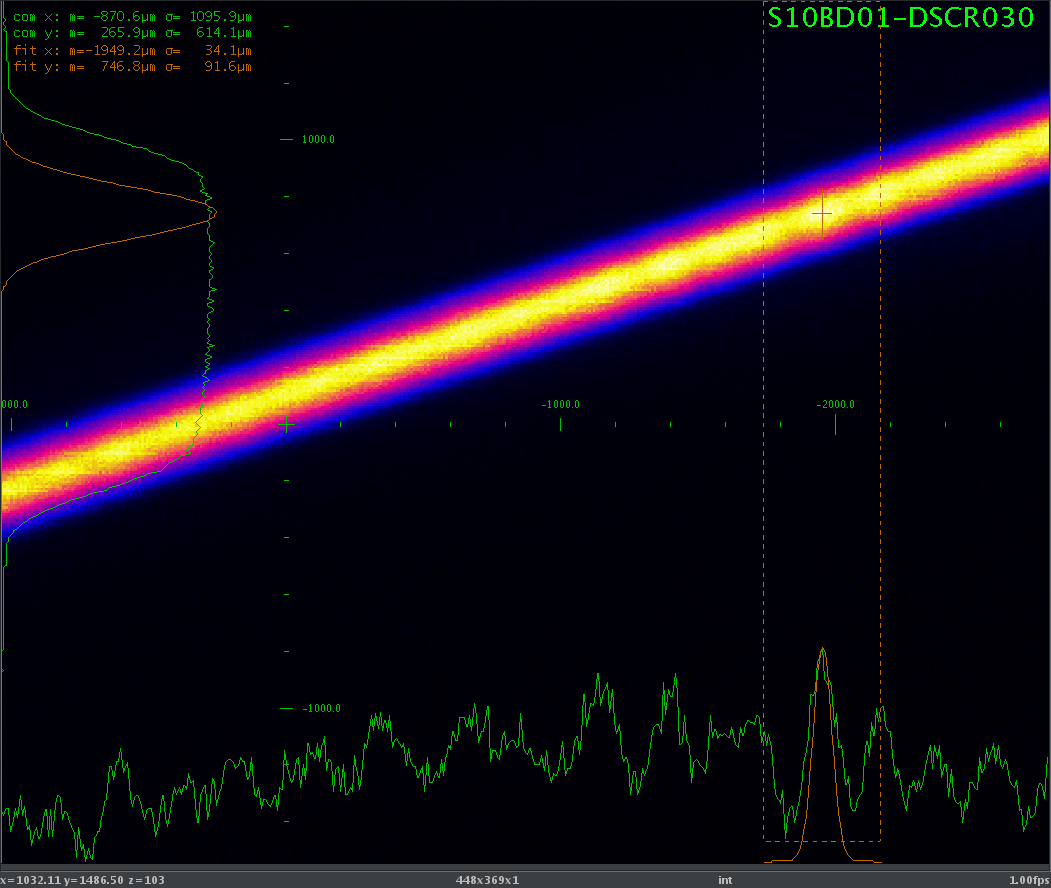 S10BD01-DSCR030
com x: m= -870.6µm σ= 1095.9µm
com y: m= 265.9µm σ= 614.1µm
fit x: m=-1949.2µm σ= 34.1µm
fit y: m= 746.8µm σ= 91.6µm
1000.0
000.0
-1000.0
-2000.0
-1000.0
x=1032.11 y=1486.50 z=103 448x369x1 int 1.00fps